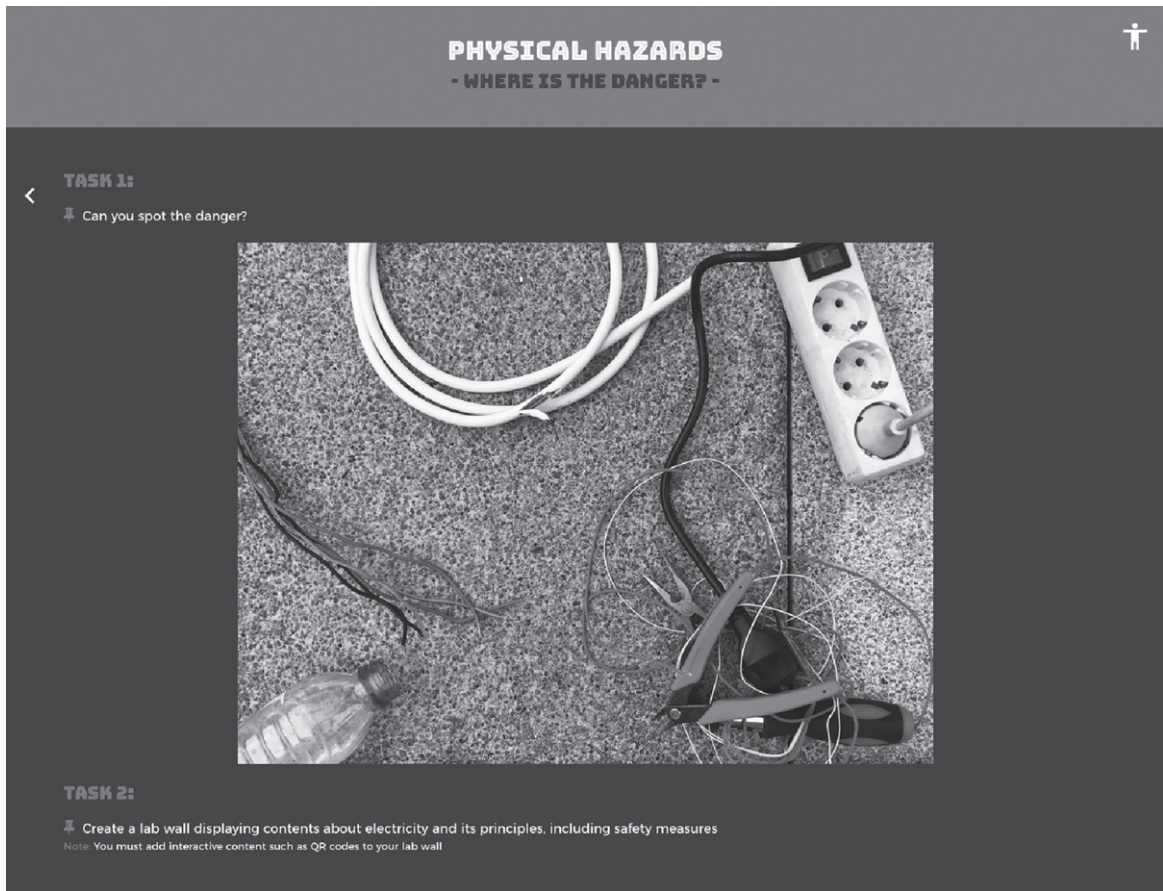 PHYSICAL HAZARDS
- WHERE IS THE DANGER? -
TASK 1:
Can you spot the danger?
TASK 2:
Create a lab wall displaying contents about electricity and its principles, including safety measures
Note: You must add interactive content such as QR codes to your lab wall